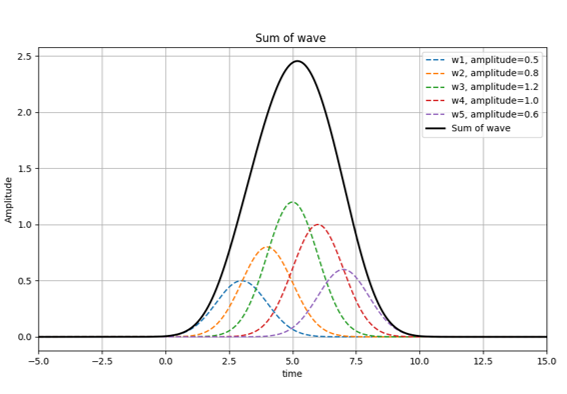 Sum of wave
2.5
2.0
1.5
1.0
0.5
0.0
Amplitude
w1, amplitude=0.5
w2, amplitude=0.8
w3, amplitude=1.2
w4, amplitude=1.0
w5, amplitude=0.6
Sum of wave
−5.0 −2.5 0.0 2.5 5.0 7.5 10.0 12.5 15.0
time